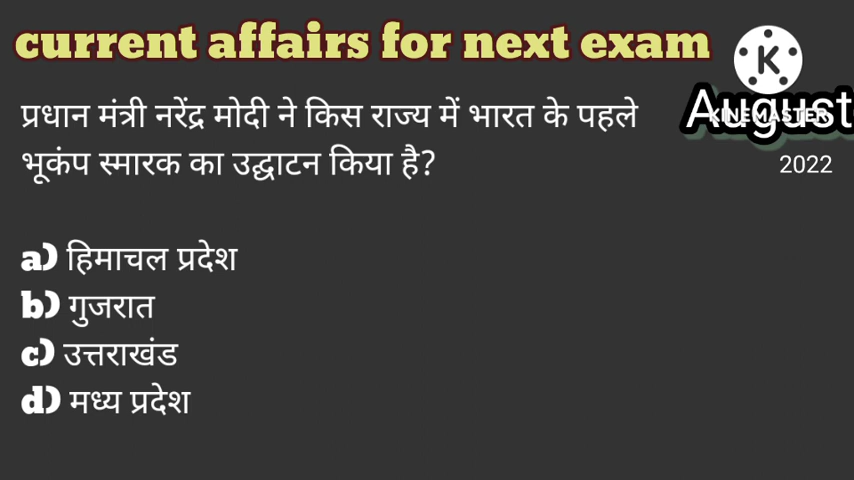 current affairs for next exam
K
KINEMASTER
August
2022
प्रधान मंत्री नरेंद्र मोदी ने किस राज्य में भारत के पहले
भूकंप स्मारक का उद्घाटन किया है?
a) हिमाचल प्रदेश
b) गुजरात
c) उत्तराखंड
d) मध्य प्रदेश